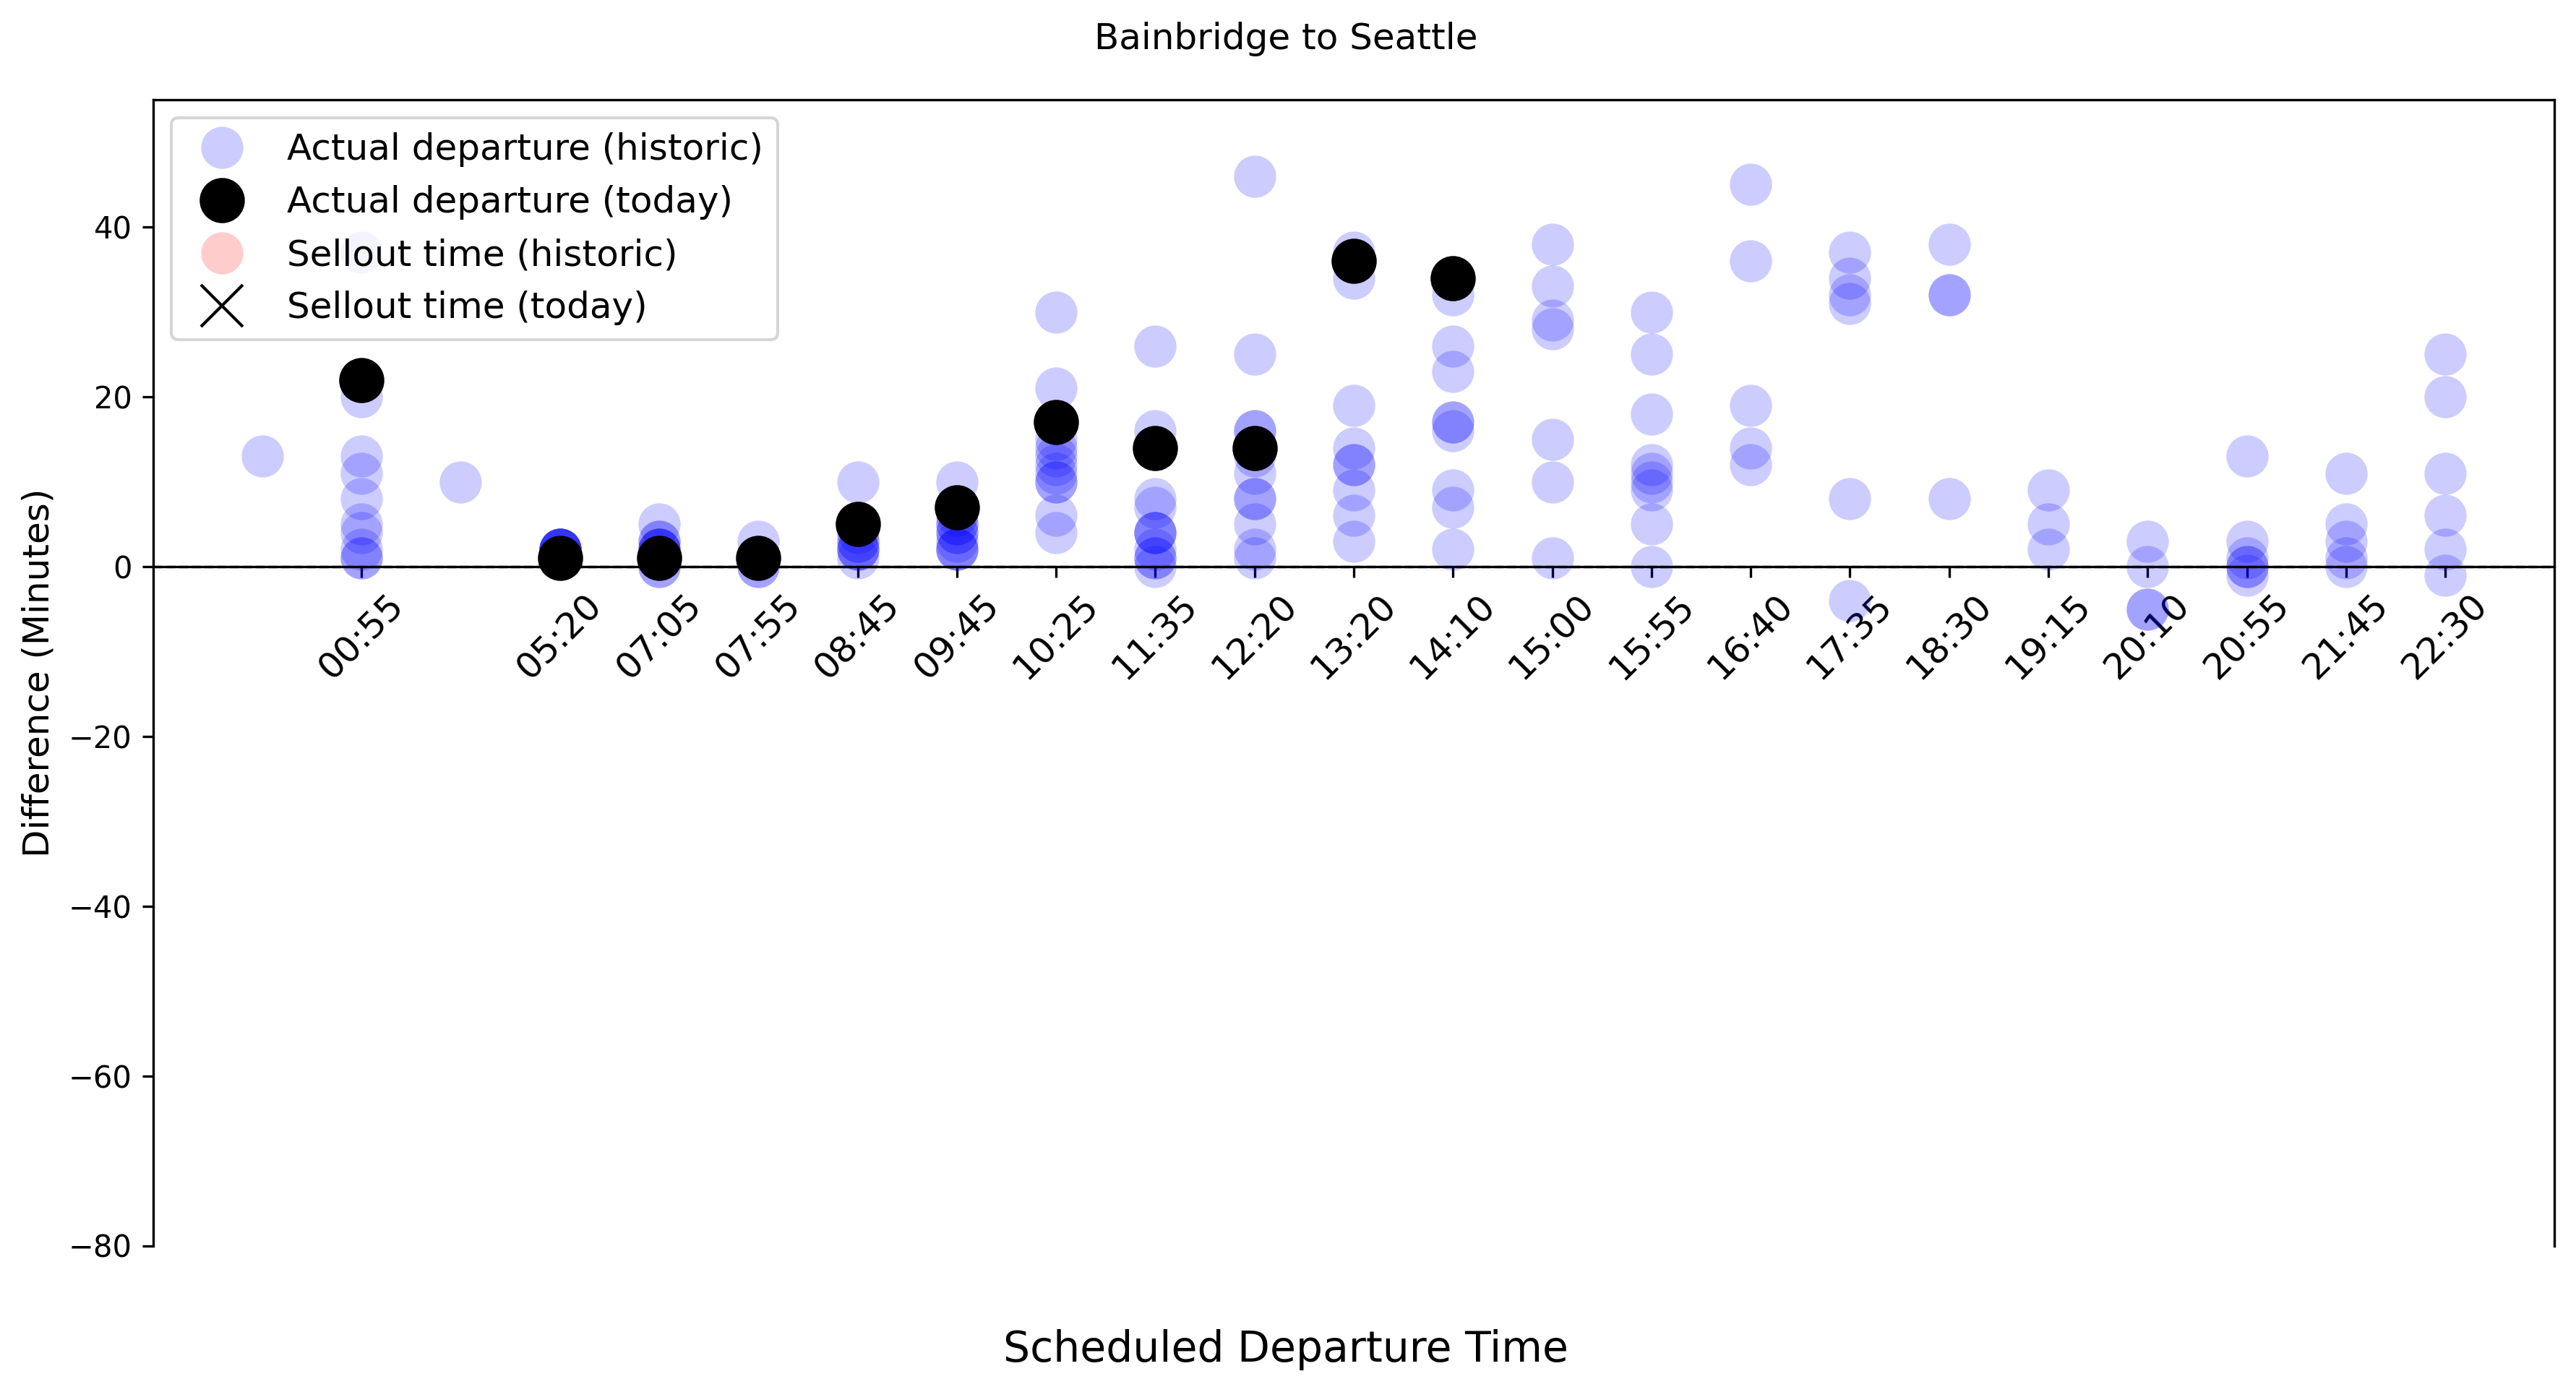 Bainbridge to Seattle
Actual departure (historic)
Actual departure (today)
Sellout time (historic)
Sellout time (today)
40
20
0
−20
−40
−60
−80
Difference (Minutes)
00:55 05:20 07:05 07:55 08:45 09:45 10:25 11:35 12:20 13:20 14:10 15:00 15:55 16:40 17:35 18:30 19:15 20:10 20:55 21:45 22:30
Scheduled Departure Time